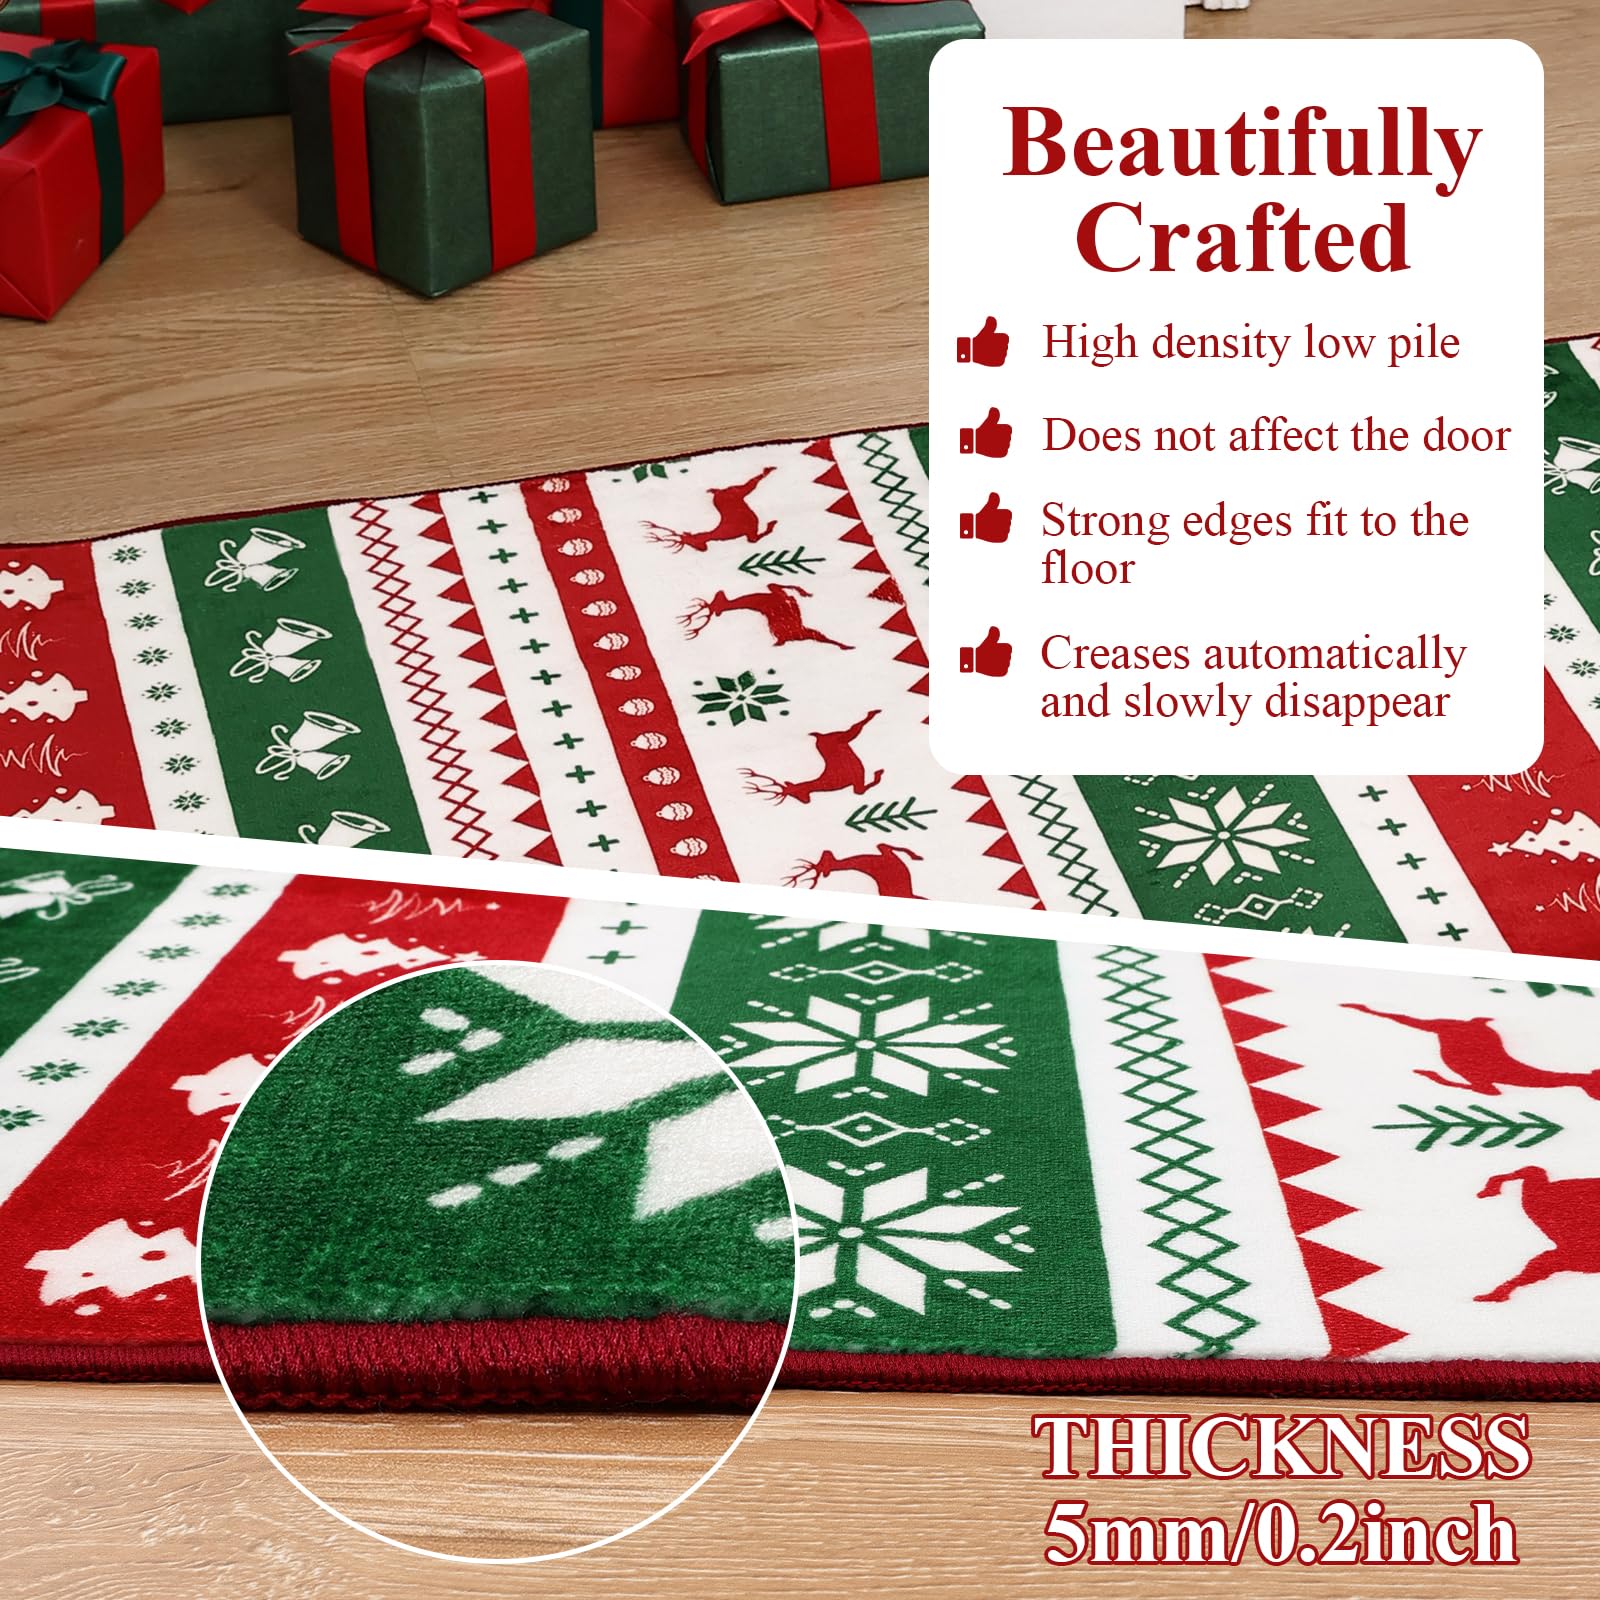 Beautifully
Crafted
High density low pile
Does not affect the door
Strong edges fit to the
floor
Creases automatically
and slowly disappear
THICKNESS
5mm/0.2inch